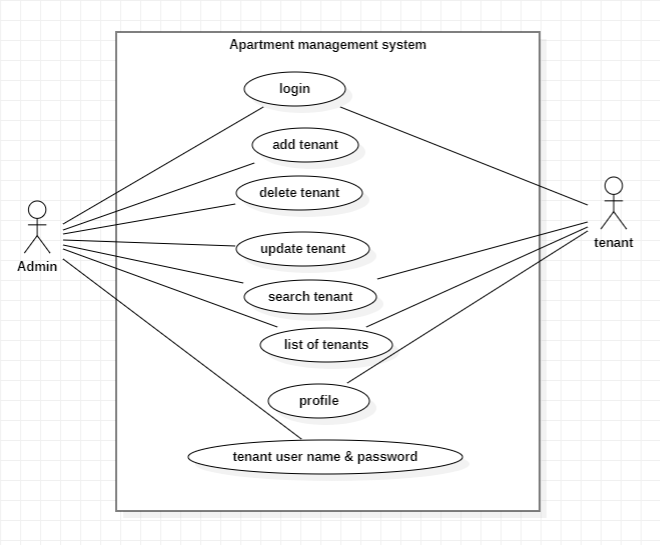 Apartment management system
login
add tenant
delete tenant
update tenant
search tenant
list of tenants
profile
tenant user name & password
Admin
tenant